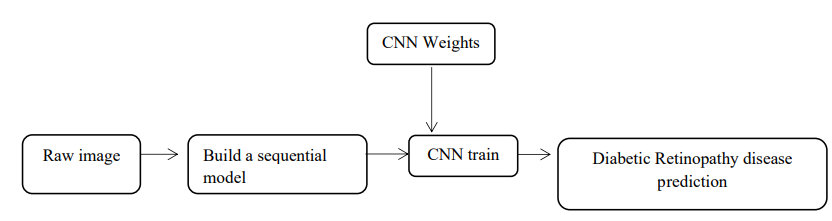 CNN Weights
Raw image
Build a sequential
model
CNN train
Diabetic Retinopathy disease
prediction